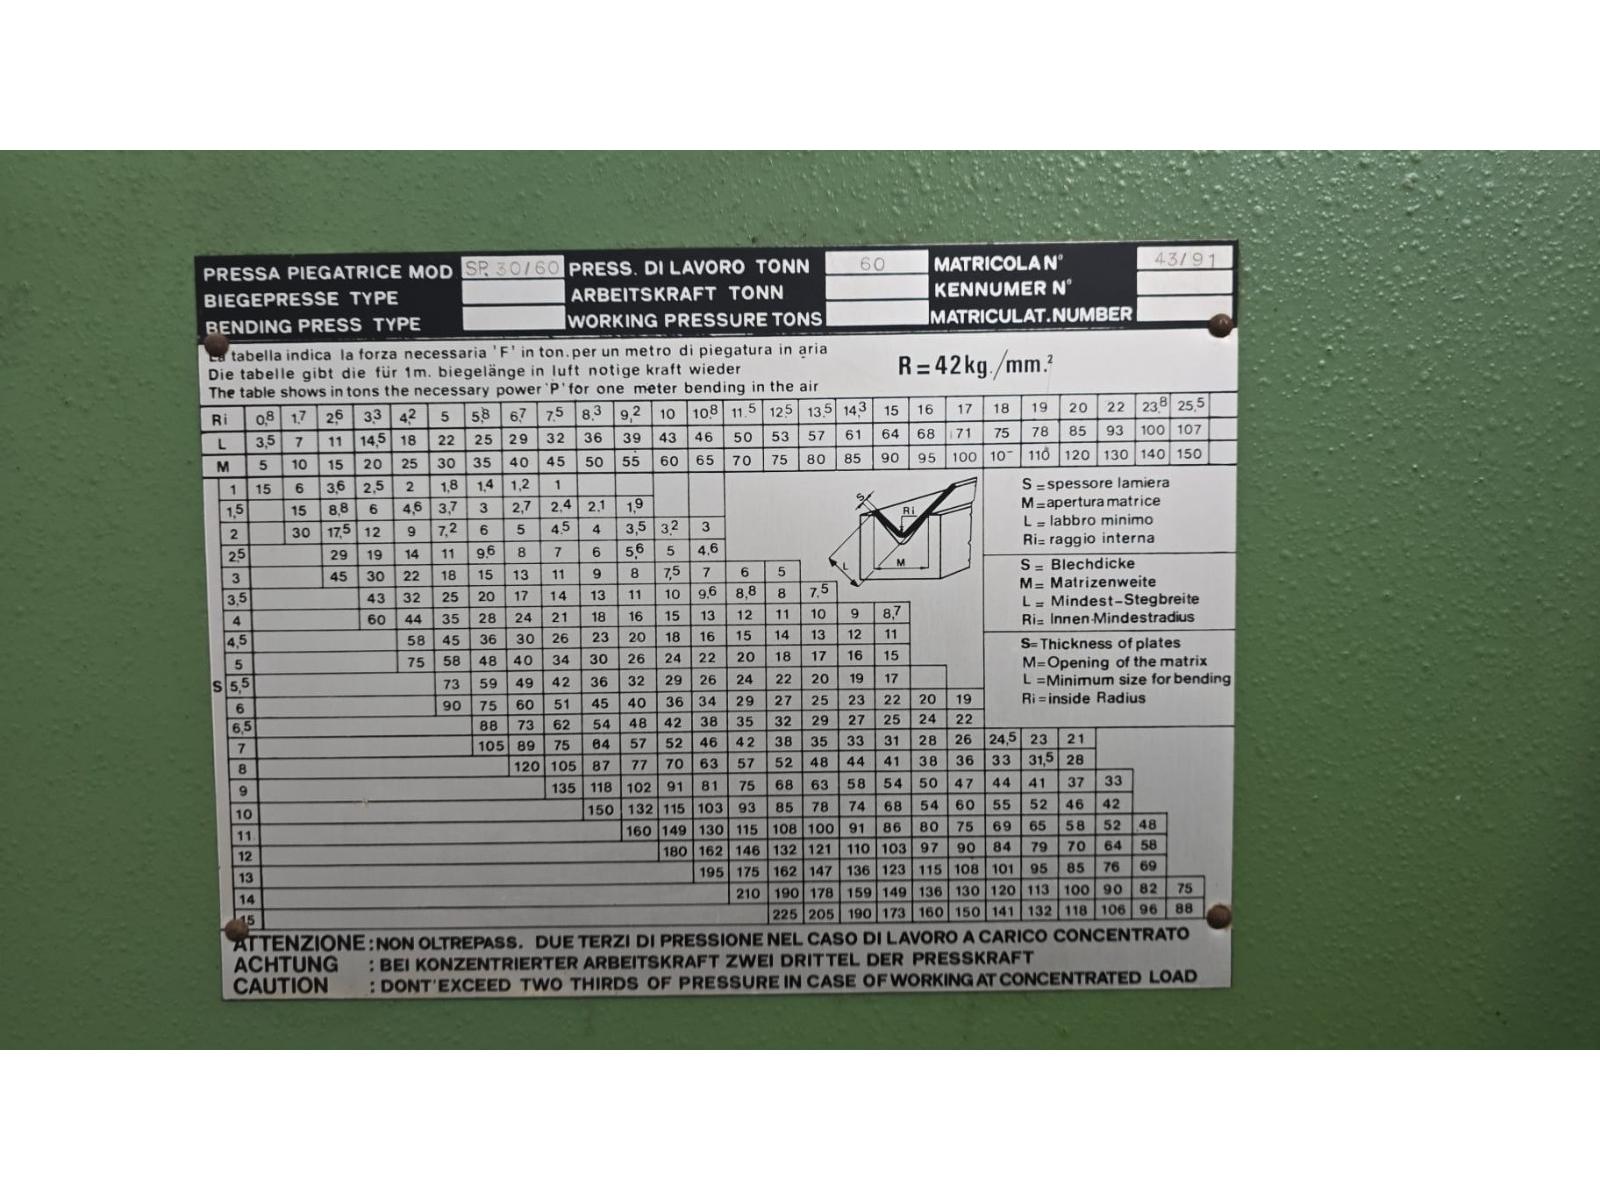 PRESSA PIEGATRICE MOD SP. 30/60 PRESS. DI LAVORO TONN 60 MATRICOLA N° 43/91
BIEGEPRESSE TYPE ARBEITSKRAFT TONN KENNUMER N°
BENDING PRESS TYPE WORKING PRESSURE TONS MATRICULAT. NUMBER
La tabella indica la forza necessaria 'F' in ton. per un metro di piegatura in aria
Die tabelle gibt die für 1m. biegelänge in luft notige kraft wieder
The table shows in tons the necessary power 'P' for one meter bending in the air
R = 42 kg./mm.²
Ri 0,8 1,7 2,6 3,3 4,2 5 5,8 6,7 7,5 8,3 9,2 10 10,8 11.5 12,5 13,5 14,3 15 16 17 18 19 20 22 23,8 25,5
L 3,5 7 11 14,5 18 22 25 29 32 36 39 43 46 50 53 57 61 64 68 71 75 78 85 93 100 107
M 5 10 15 20 25 30 35 40 45 50 55 60 65 70 75 80 85 90 95 100 10 110 120 130 140 150
1 15 6 3,6 2,5 2 1,8 1,4 1,2 1
1,5 15 8,8 6 4,6 3,7 3 2,7 2,4 2.1 1,9
2 30 17,5 12 9 7,2 6 5 4,5 4 3,5 3,2 3
2,5 29 19 14 11 9,6 8 7 6 5,6 5 4,6
3 45 30 22 18 15 13 11 9 8 7,5 7 6 5
3,5 43 32 25 20 17 14 13 11 10 9,6 8,8 8 7,5
4 60 44 35 28 24 21 18 16 15 13 12 11 10 9 8,7
4,5 58 45 36 30 26 23 20 18 16 15 14 13 12 11
5 75 58 48 40 34 30 26 24 22 20 18 17 16 15
S 5,5 73 59 49 42 36 32 29 26 24 22 20 19 17
6 90 75 60 51 45 40 36 34 29 27 25 23 22 20 19
6,5 88 73 62 54 48 42 38 35 32 29 27 25 24 22
7 105 89 75 64 57 52 46 42 38 35 33 31 28 26 24,5 23 21
8 120 105 87 77 70 63 57 52 48 44 41 38 36 33 31,5 28
9 135 118 102 91 81 75 68 63 58 54 50 47 44 41 37 33
10 150 132 115 103 93 85 78 74 68 54 60 55 52 46 42
11 160 149 130 115 108 100 91 86 80 75 69 65 58 52 48
12 180 162 146 132 121 110 103 97 90 84 79 70 64 58
13 195 175 162 147 136 123 115 108 101 95 85 76 69
14 210 190 178 159 149 136 130 120 113 100 90 82 75
15 225 205 190 173 160 150 141 132 118 106 96 88
S
Ri
L
M
S = spessore lamiera
M = apertura matrice
L = labbro minimo
Ri = raggio interna
S = Blechdicke
M = Matrizenweite
L = Mindest-Stegbreite
Ri = Innen-Mindestradius
S = Thickness of plates
M = Opening of the matrix
L = Minimum size for bending
Ri = inside Radius
ATTENZIONE : NON OLTREPASS. DUE TERZI DI PRESSIONE NEL CASO DI LAVORO A CARICO CONCENTRATO
ACHTUNG : BEI KONZENTRIERTER ARBEITSKRAFT ZWEI DRITTEL DER PRESSKRAFT
CAUTION : DONT' EXCEED TWO THIRDS OF PRESSURE IN CASE OF WORKING AT CONCENTRATED LOAD